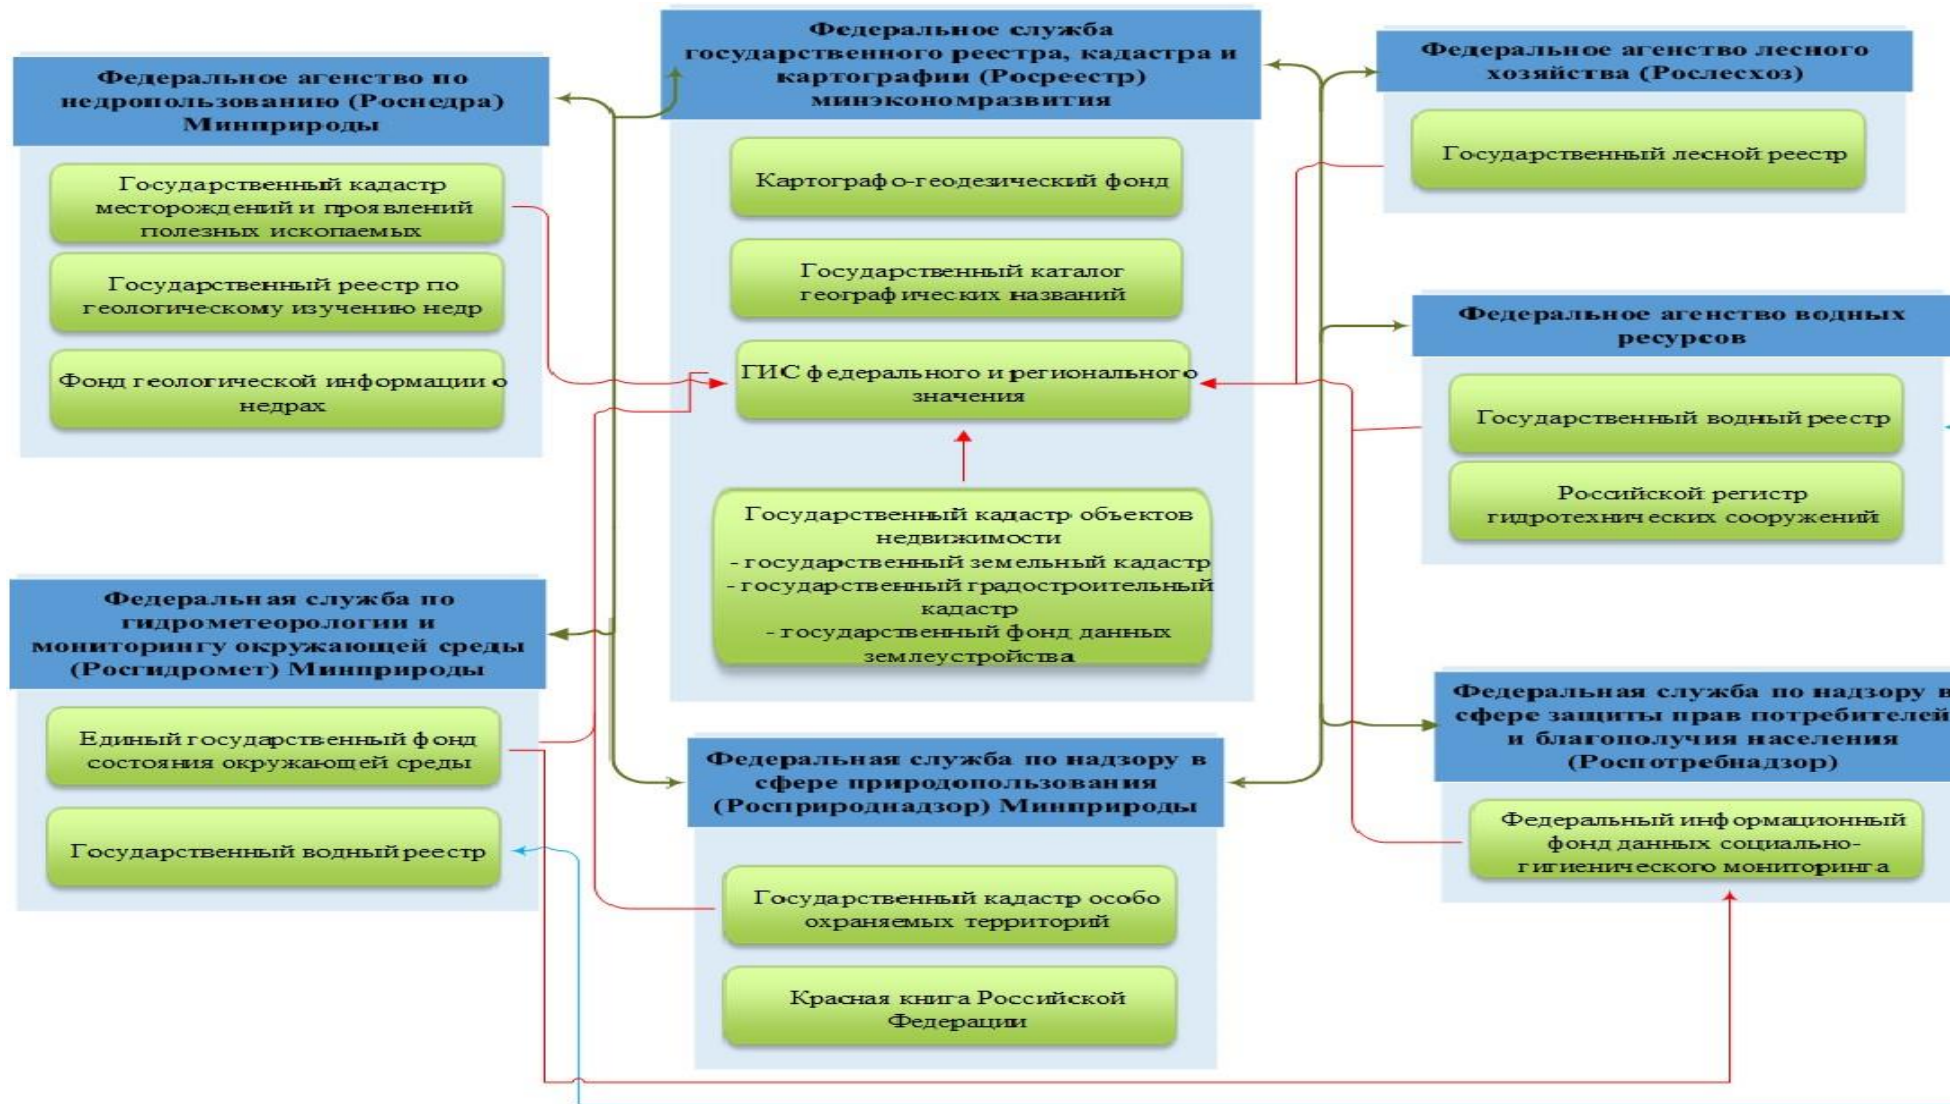 Федеральное агенство по
недропользованию (Роснедра)
Минприроды
Государственный кадастр
месторождений и проявлений
полезных ископаемых
Государственный реестр по
геологическому изучению недр
Фонд геологической информации о
недрах
Федеральная служба по
гидрометеорологии и
мониторингу окружающей среды
(Росгидромет) Минприроды
Единый государственный фонд
состояния окружающей среды
Государственный водный реестр
Федеральное служба
государственного реестра, кадастра и
картографии (Росреестр)
минэкономразвития
Картографо-геодезический фонд
Государственный каталог
географических названий
ГИС федерального и регионального
значения
Государственный кадастр объектов
недвижимости
- государственный земельный кадастр
- государственный градостроительный
кадастр
- государственный фонд данных
землеустройства
Федеральная служба по надзору в
сфере природопользования
(Росприроднадзор) Минприроды
Государственный кадастр особо
охраняемых территорий
Красная книга Российской
Федерации
Федеральное агенство лесного
хозяйства (Рослесхоз)
Государственный лесной реестр
Федеральное агенство водных
ресурсов
Государственный водный реестр
Российской регистр
гидротехнических сооружений
Федеральная служба по надзору в
сфере защиты прав потребителей
и благополучия населения
(Роспотребнадзор)
Федеральный информационный
фонд данных социально-
гигиенического мониторинга